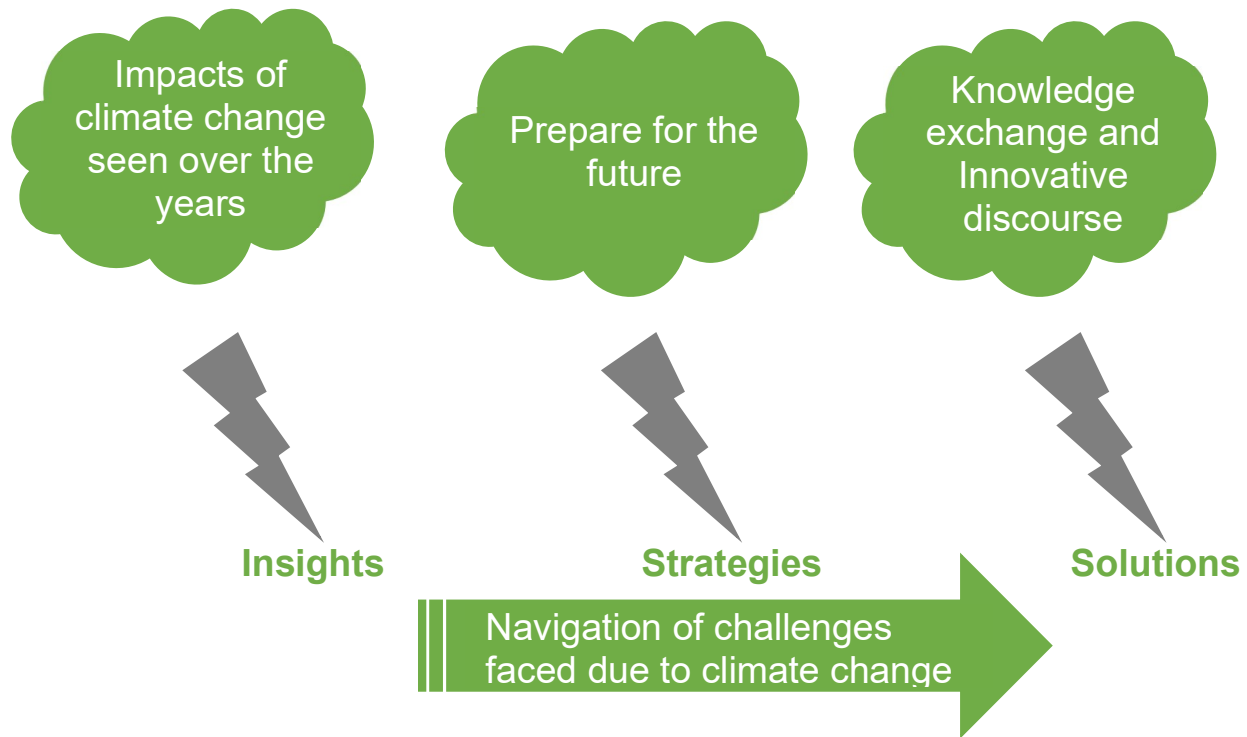 Impacts of
climate change
seen over the
years
Prepare for the
future
Knowledge
exchange and
Innovative
discourse
Insights
Strategies
Solutions
Navigation of challenges
faced due to climate change